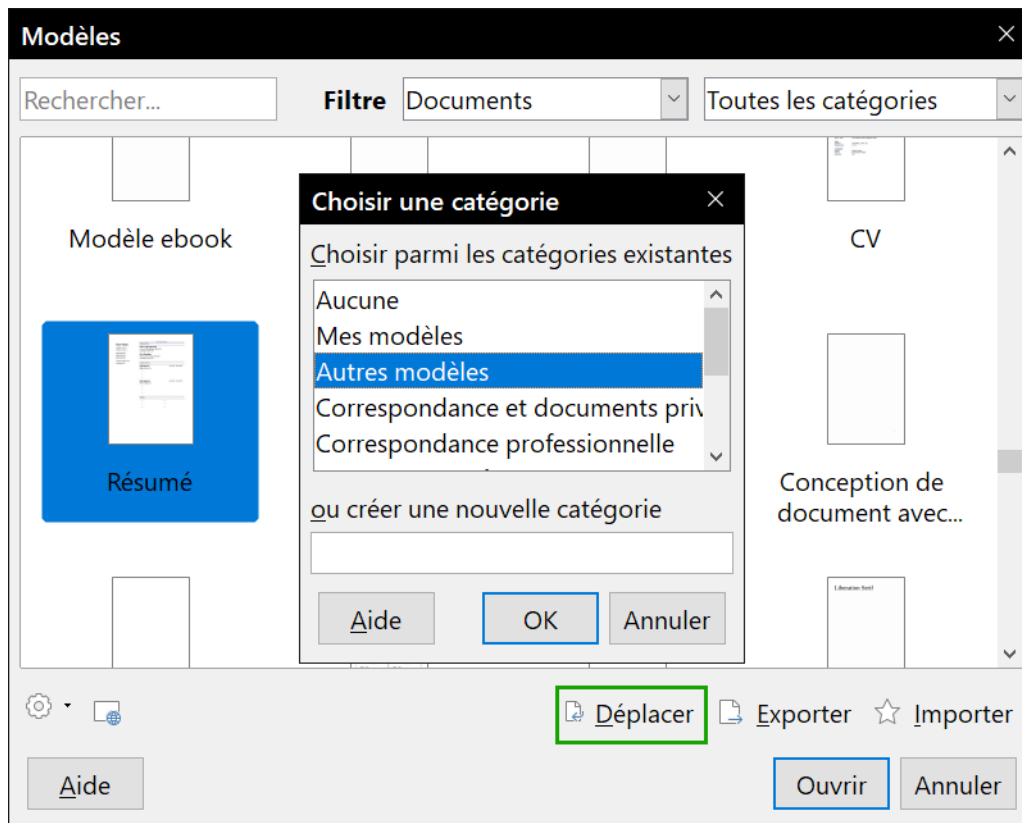 Modèles
Rechercher...
Filtre
Documents
Toutes les catégories
Modèle ebook
CV
Résumé
Conception de
document avec...
Liberation Serif
Choisir une catégorie
Choisir parmi les catégories existantes
Aucune
Mes modèles
Autres modèles
Correspondance et documents priv
Correspondance professionnelle
ou créer une nouvelle catégorie
Aide
OK
Annuler
Déplacer
Exporter
Importer
Aide
Ouvrir
Annuler